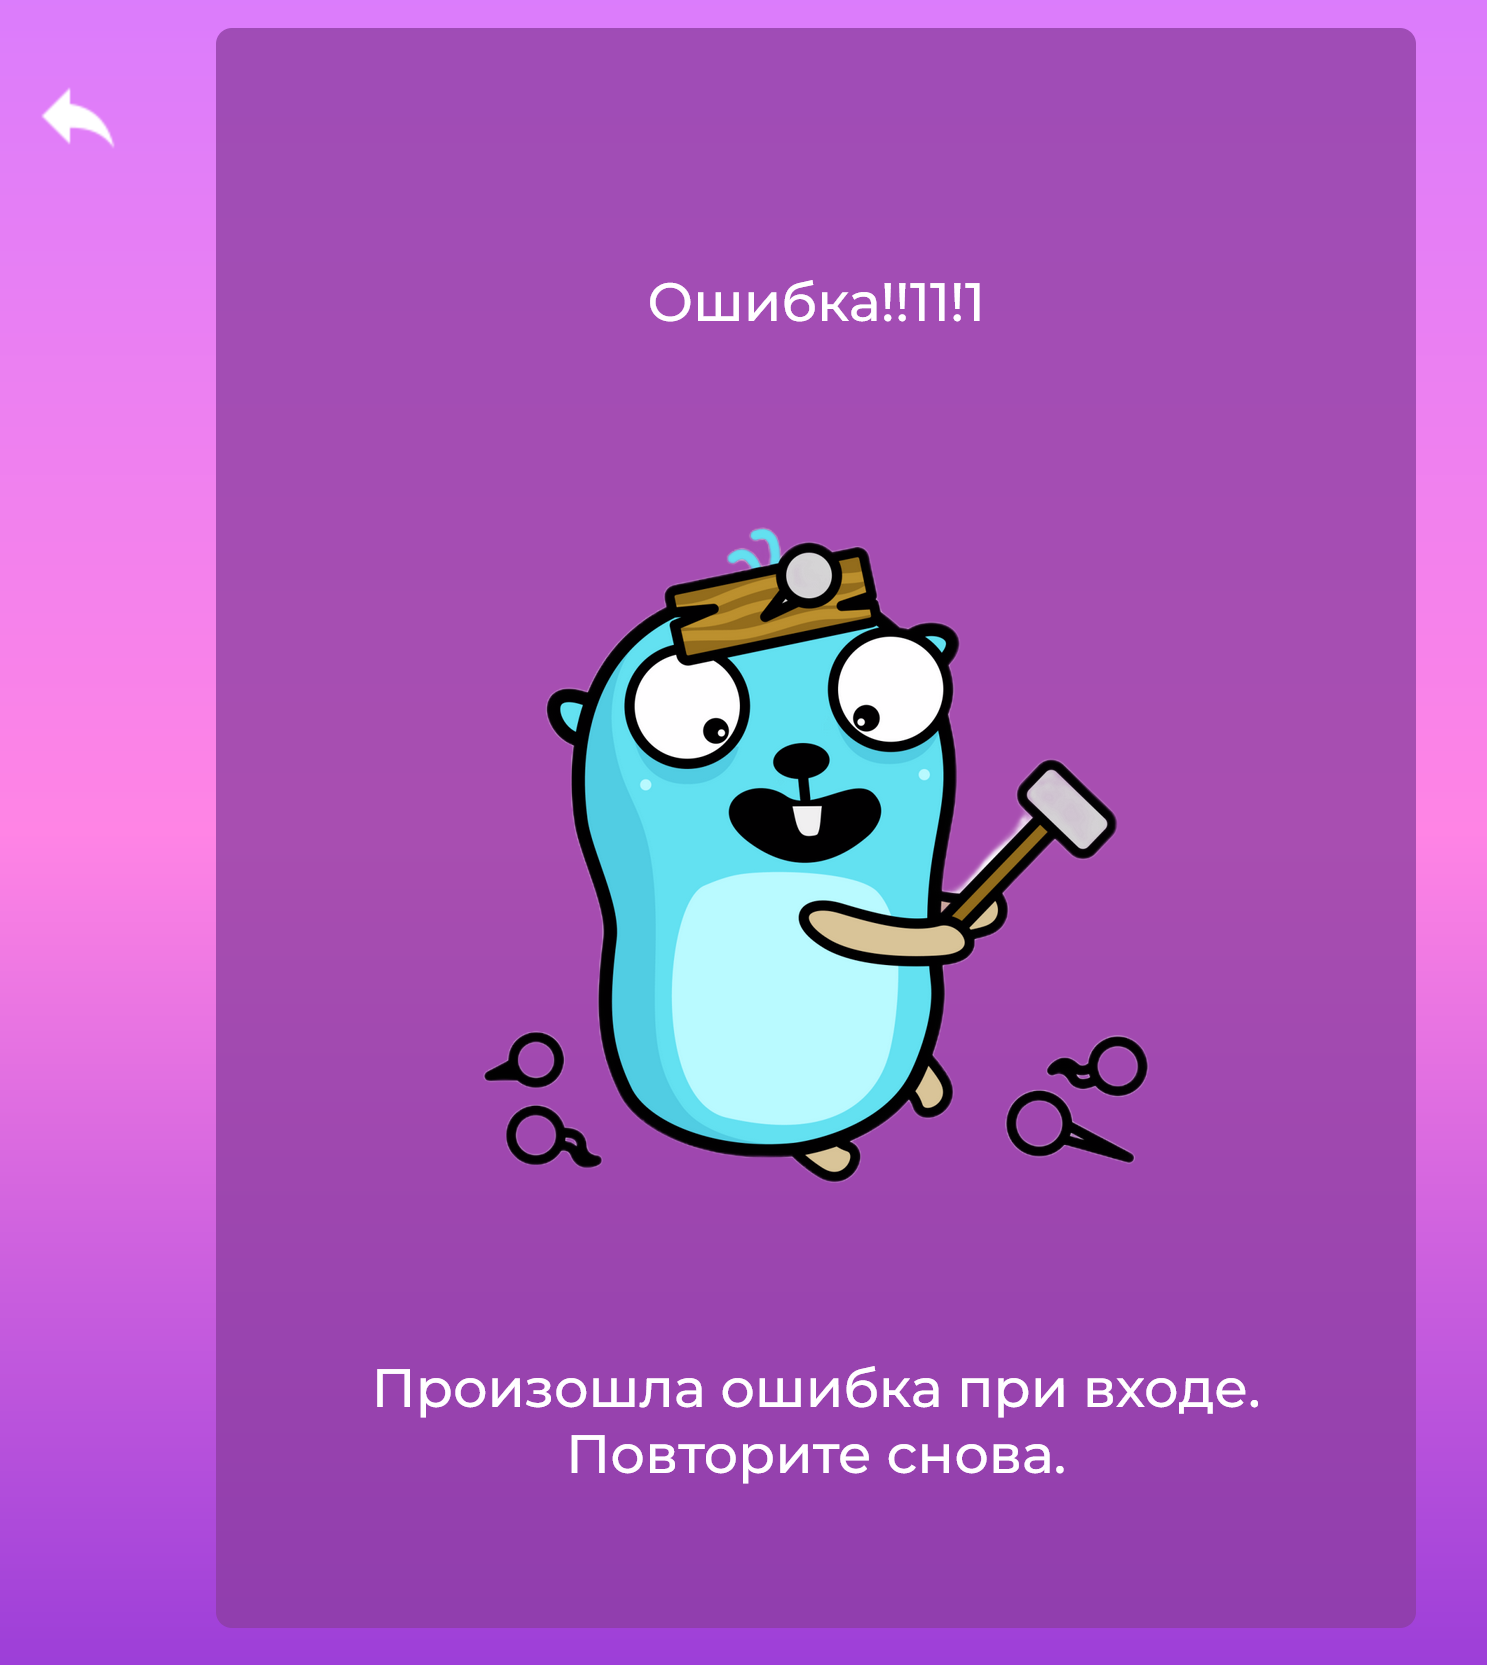 Ошибка!!11!1
Произошла ошибка при входе.
Повторите снова.